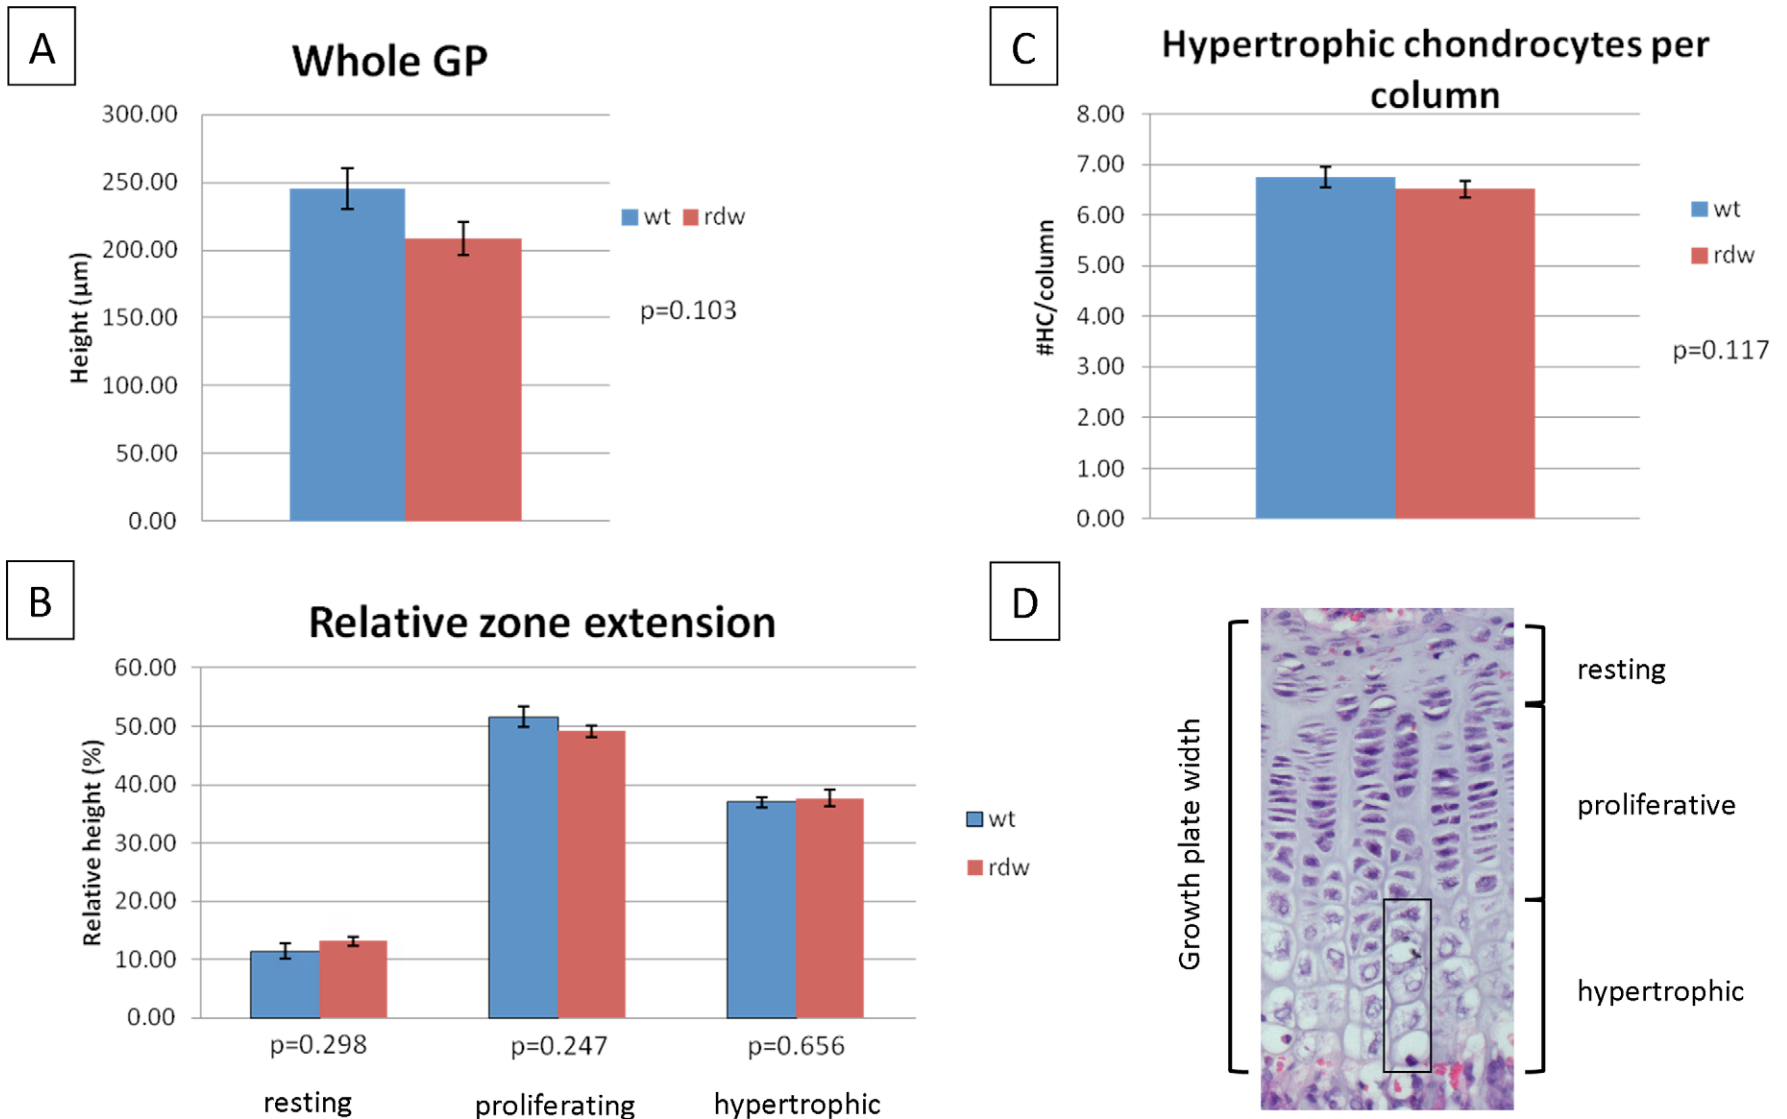 A
Whole GP
300.00
250.00
200.00
150.00
100.00
50.00
0.00
Height (µm)
wt rdw
p=0.103
B
Relative zone extension
60.00
50.00
40.00
30.00
20.00
10.00
0.00
Relative height (%)
wt
rdw
p=0.298 p=0.247 p=0.656
resting proliferating hypertrophic
C
Hypertrophic chondrocytes per
column
8.00
7.00
6.00
5.00
4.00
3.00
2.00
1.00
0.00
#HC/column
wt
rdw
p=0.117
D
Growth plate width
resting
proliferative
hypertrophic